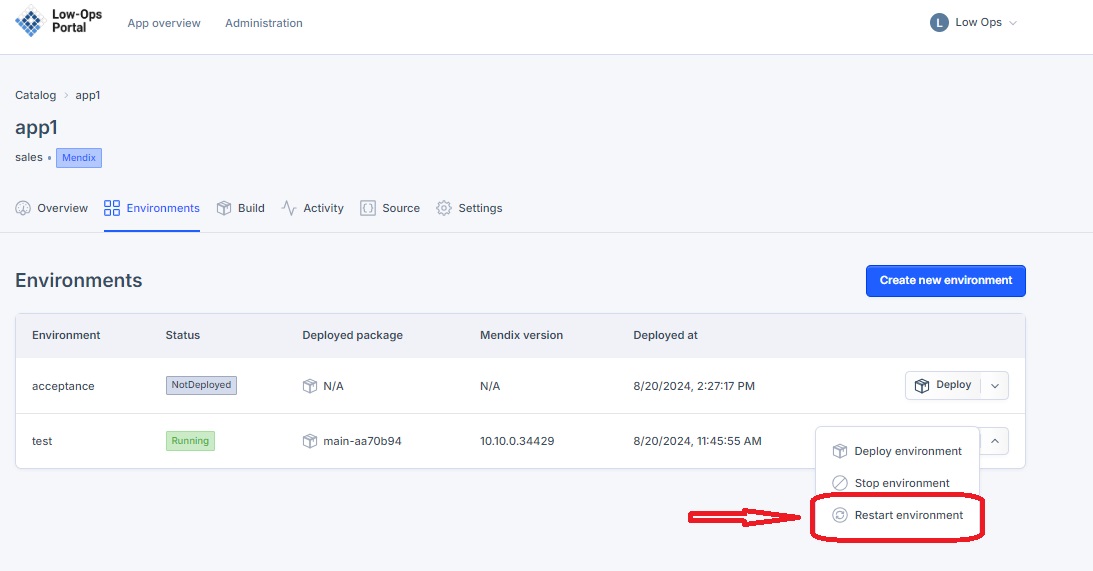 Low-Ops
Portal
App overview
Administration
L
Low Ops
Catalog > app1
app1
sales • Mendix
Overview
Environments
Build
Activity
Source
Settings
Environments
Create new environment
Environment Status Deployed package Mendix version Deployed at
acceptance NotDeployed N/A N/A 8/20/2024, 2:27:17 PM Deploy
test Running main-aa70b94 10.10.0.34429 8/20/2024, 11:45:55 AM
Deploy environment
Stop environment
Restart environment